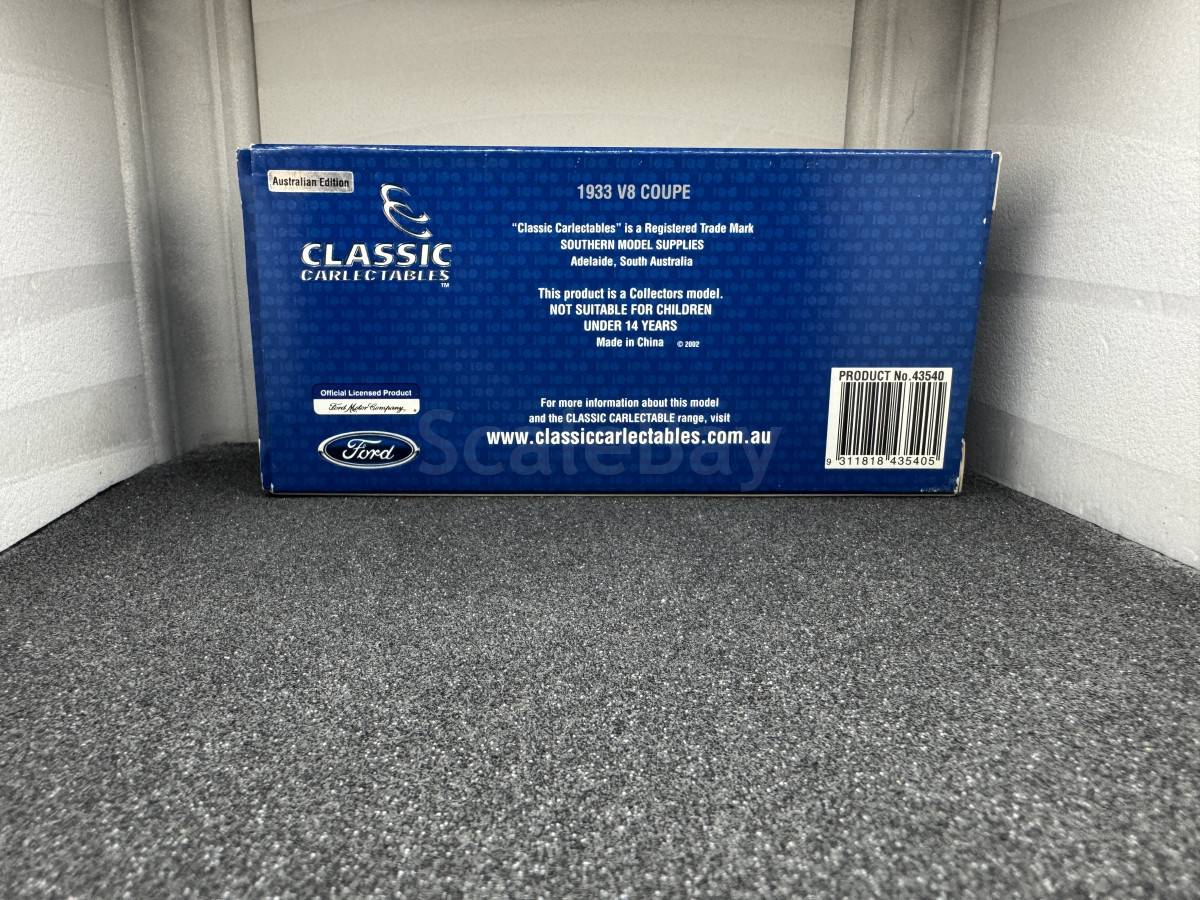 Australian Edition
CLASSIC
CARLECTABLES
TM
1933 V8 COUPE
“Classic Carlectables” is a Registered Trade Mark
SOUTHERN MODEL SUPPLIES
Adelaide, South Australia
This product is a Collectors model.
NOT SUITABLE FOR CHILDREN
UNDER 14 YEARS
Made in China © 2002
Official Licensed Product
Ford Motor Company
Ford
For more information about this model
and the CLASSIC CARLECTABLE range, visit
www.classiccarlectables.com.au
PRODUCT No.43540
9 311818 435405
ScaleBay